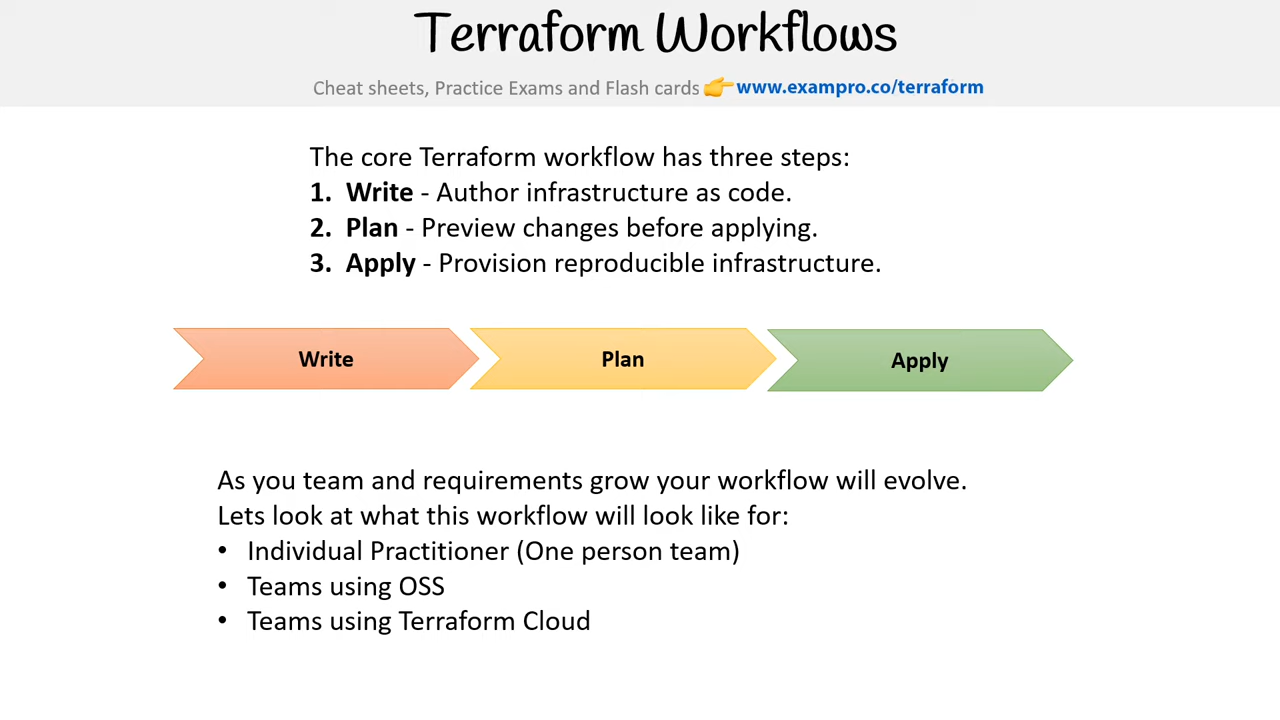 Terraform Workflows
Cheat sheets, Practice Exams and Flash cards 👉 www.exampro.co/terraform
The core Terraform workflow has three steps:
1. Write - Author infrastructure as code.
2. Plan - Preview changes before applying.
3. Apply - Provision reproducible infrastructure.
Write
Plan
Apply
As you team and requirements grow your workflow will evolve.
Lets look at what this workflow will look like for:
• Individual Practitioner (One person team)
• Teams using OSS
• Teams using Terraform Cloud